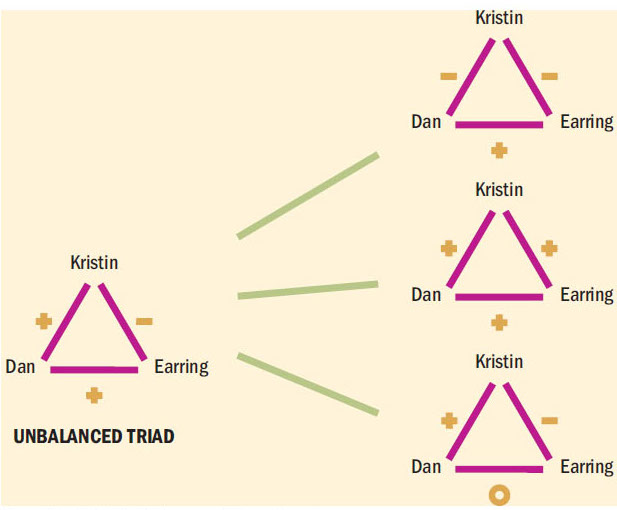 Kristin
+ −
Dan Earring
+
UNBALANCED TRIAD
Kristin
− −
Dan Earring
+
Kristin
+ +
Dan Earring
+
Kristin
+ −
Dan Earring
O